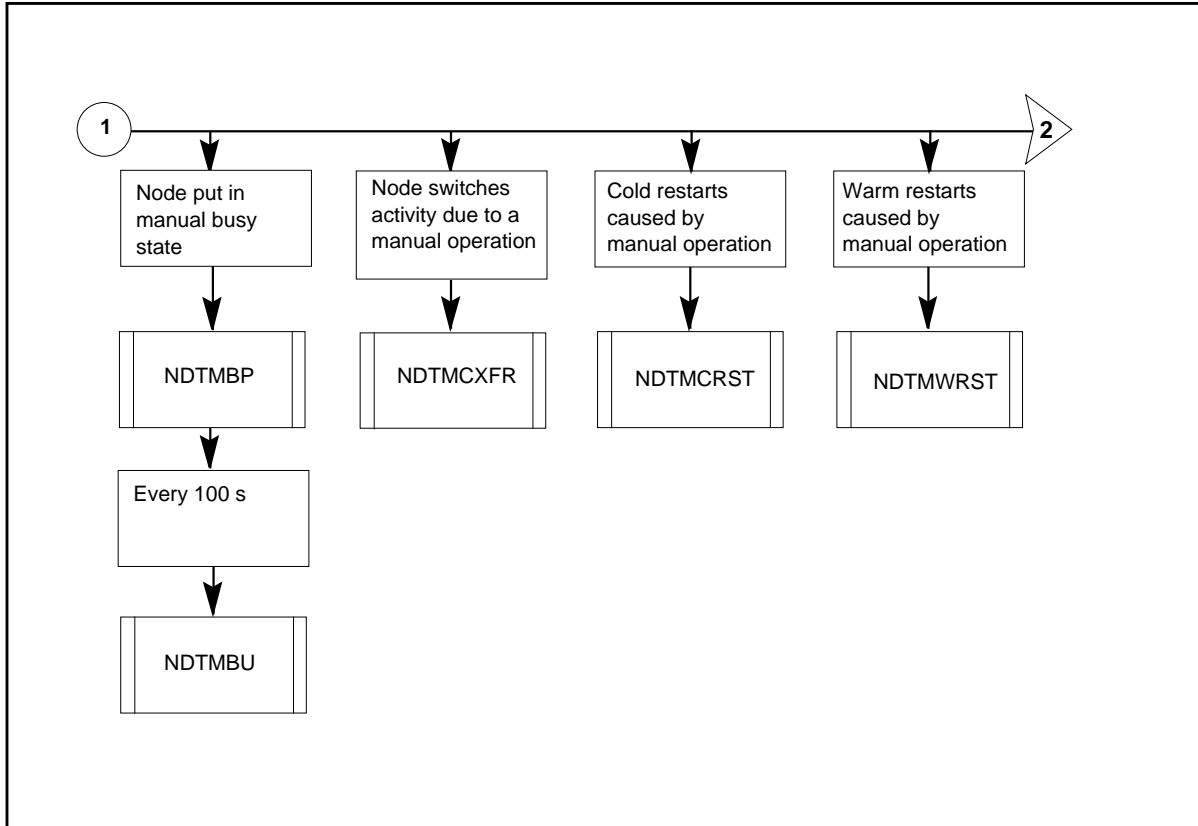 1
2
Node put in
manual busy
state
Node switches
activity due to a
manual operation
Cold restarts
caused by
manual operation
Warm restarts
caused by
manual operation
NDTMBP
NDTMCXFR
NDTMCRST
NDTMWRST
Every 100 s
NDTMBU